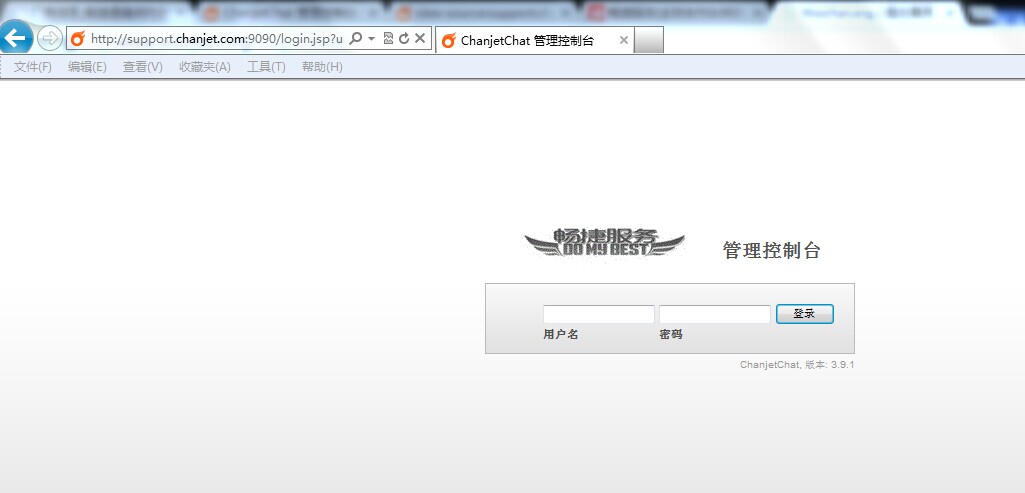 http://support.chanjet.com:9090/login.jsp?u
ChanjetChat 管理控制台
文件(F) 编辑(E) 查看(V) 收藏夹(A) 工具(T) 帮助(H)
畅捷服务
DO MY BEST
管理控制台
登录
用户名 密码
ChanjetChat, 版本: 3.9.1